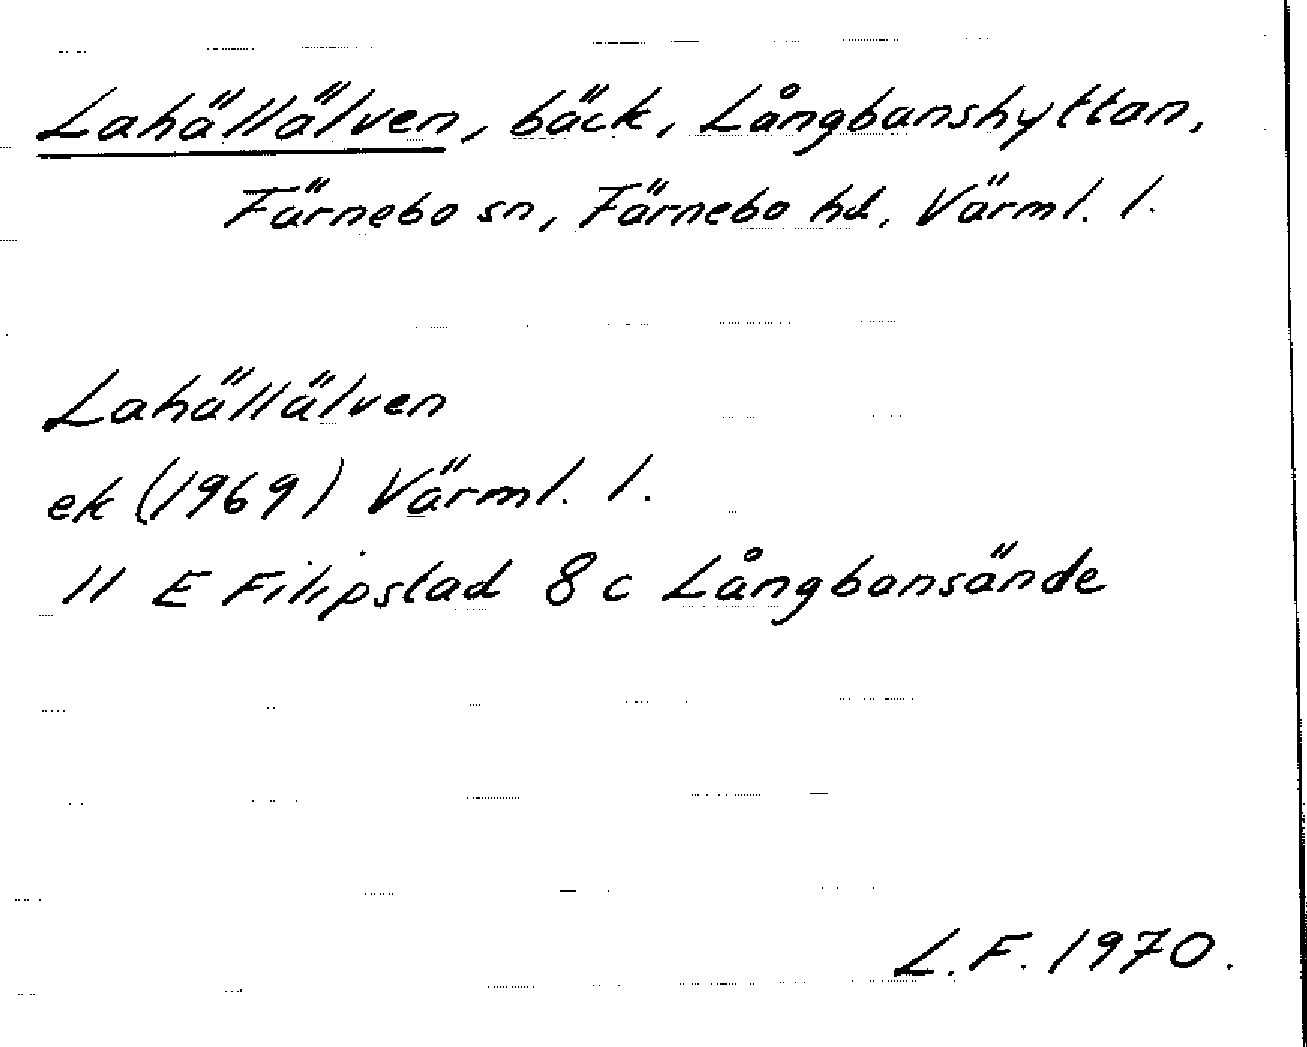 Lahällälven, bäck, Långbanshyttan,
Färnebo sn, Färnebo hd, Värml. l.
Lahällälven
ek (1969) Värml. l.
11 E Filipstad 8 c Långbansände
L. F. 1970.